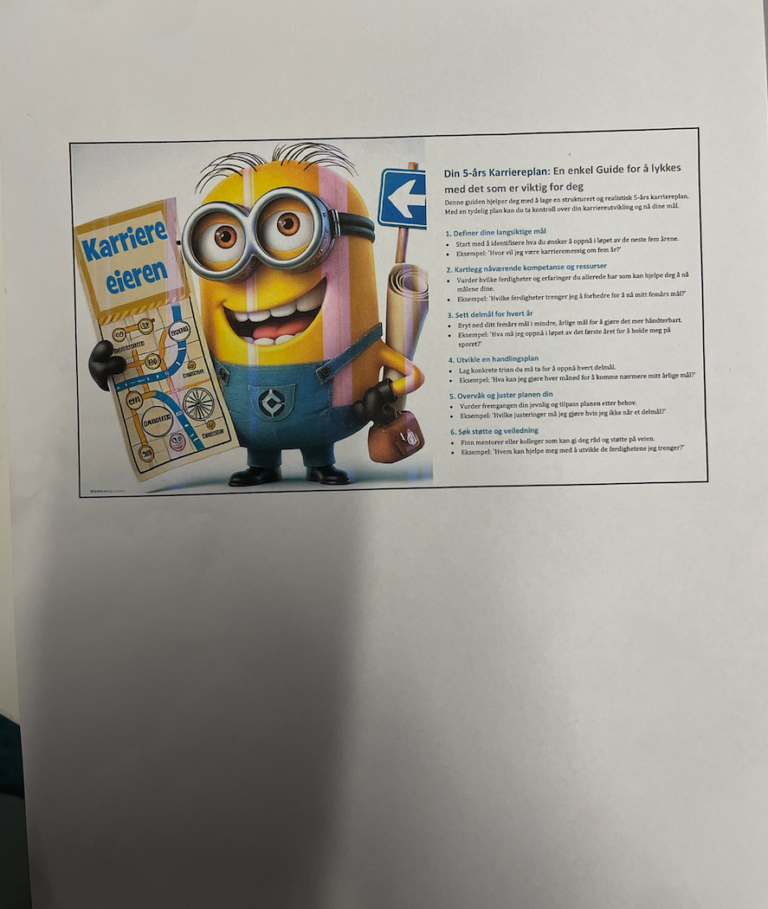 Karriere
eieren
Din 5-års Karriereplan: En enkel Guide for å lykkes
med det som er viktig for deg
Denne guiden hjelper deg med å lage en strukturert og realistisk 5-års karriereplan.
Med en tydelig plan kan du ta kontroll over din karriereutvikling og nå dine mål.
1. Definer dine langsiktige mål
• Start med å identifisere hva du ønsker å oppnå i løpet av de neste fem årene.
• Eksempel: 'Hvor vil jeg være karrieremessig om fem år?'
2. Kartlegg nåværende kompetanse og ressurser
• Vurder hvilke ferdigheter og erfaringer du allerede har som kan hjelpe deg å nå
målene dine.
• Eksempel: 'Hvilke ferdigheter trenger jeg å forbedre for å nå mitt femårs mål?'
3. Sett delmål for hvert år
• Bryt ned ditt femårs mål i mindre, årlige mål for å gjøre det mer håndterbart.
• Eksempel: 'Hva må jeg oppnå i løpet av det første året for å holde meg på
sporet?'
4. Utvikle en handlingsplan
• Lag konkrete trinn du må ta for å oppnå hvert delmål.
• Eksempel: 'Hva kan jeg gjøre hver måned for å komme nærmere mitt årlige mål?'
5. Overvåk og juster planen din
• Vurder fremgangen din jevnlig og tilpass planen etter behov.
• Eksempel: 'Hvilke justeringer må jeg gjøre hvis jeg ikke når et delmål?'
6. Søk støtte og veiledning
• Finn mentorer eller kolleger som kan gi deg råd og støtte på veien.
• Eksempel: 'Hvem kan hjelpe meg med å utvikle de ferdighetene jeg trenger?'